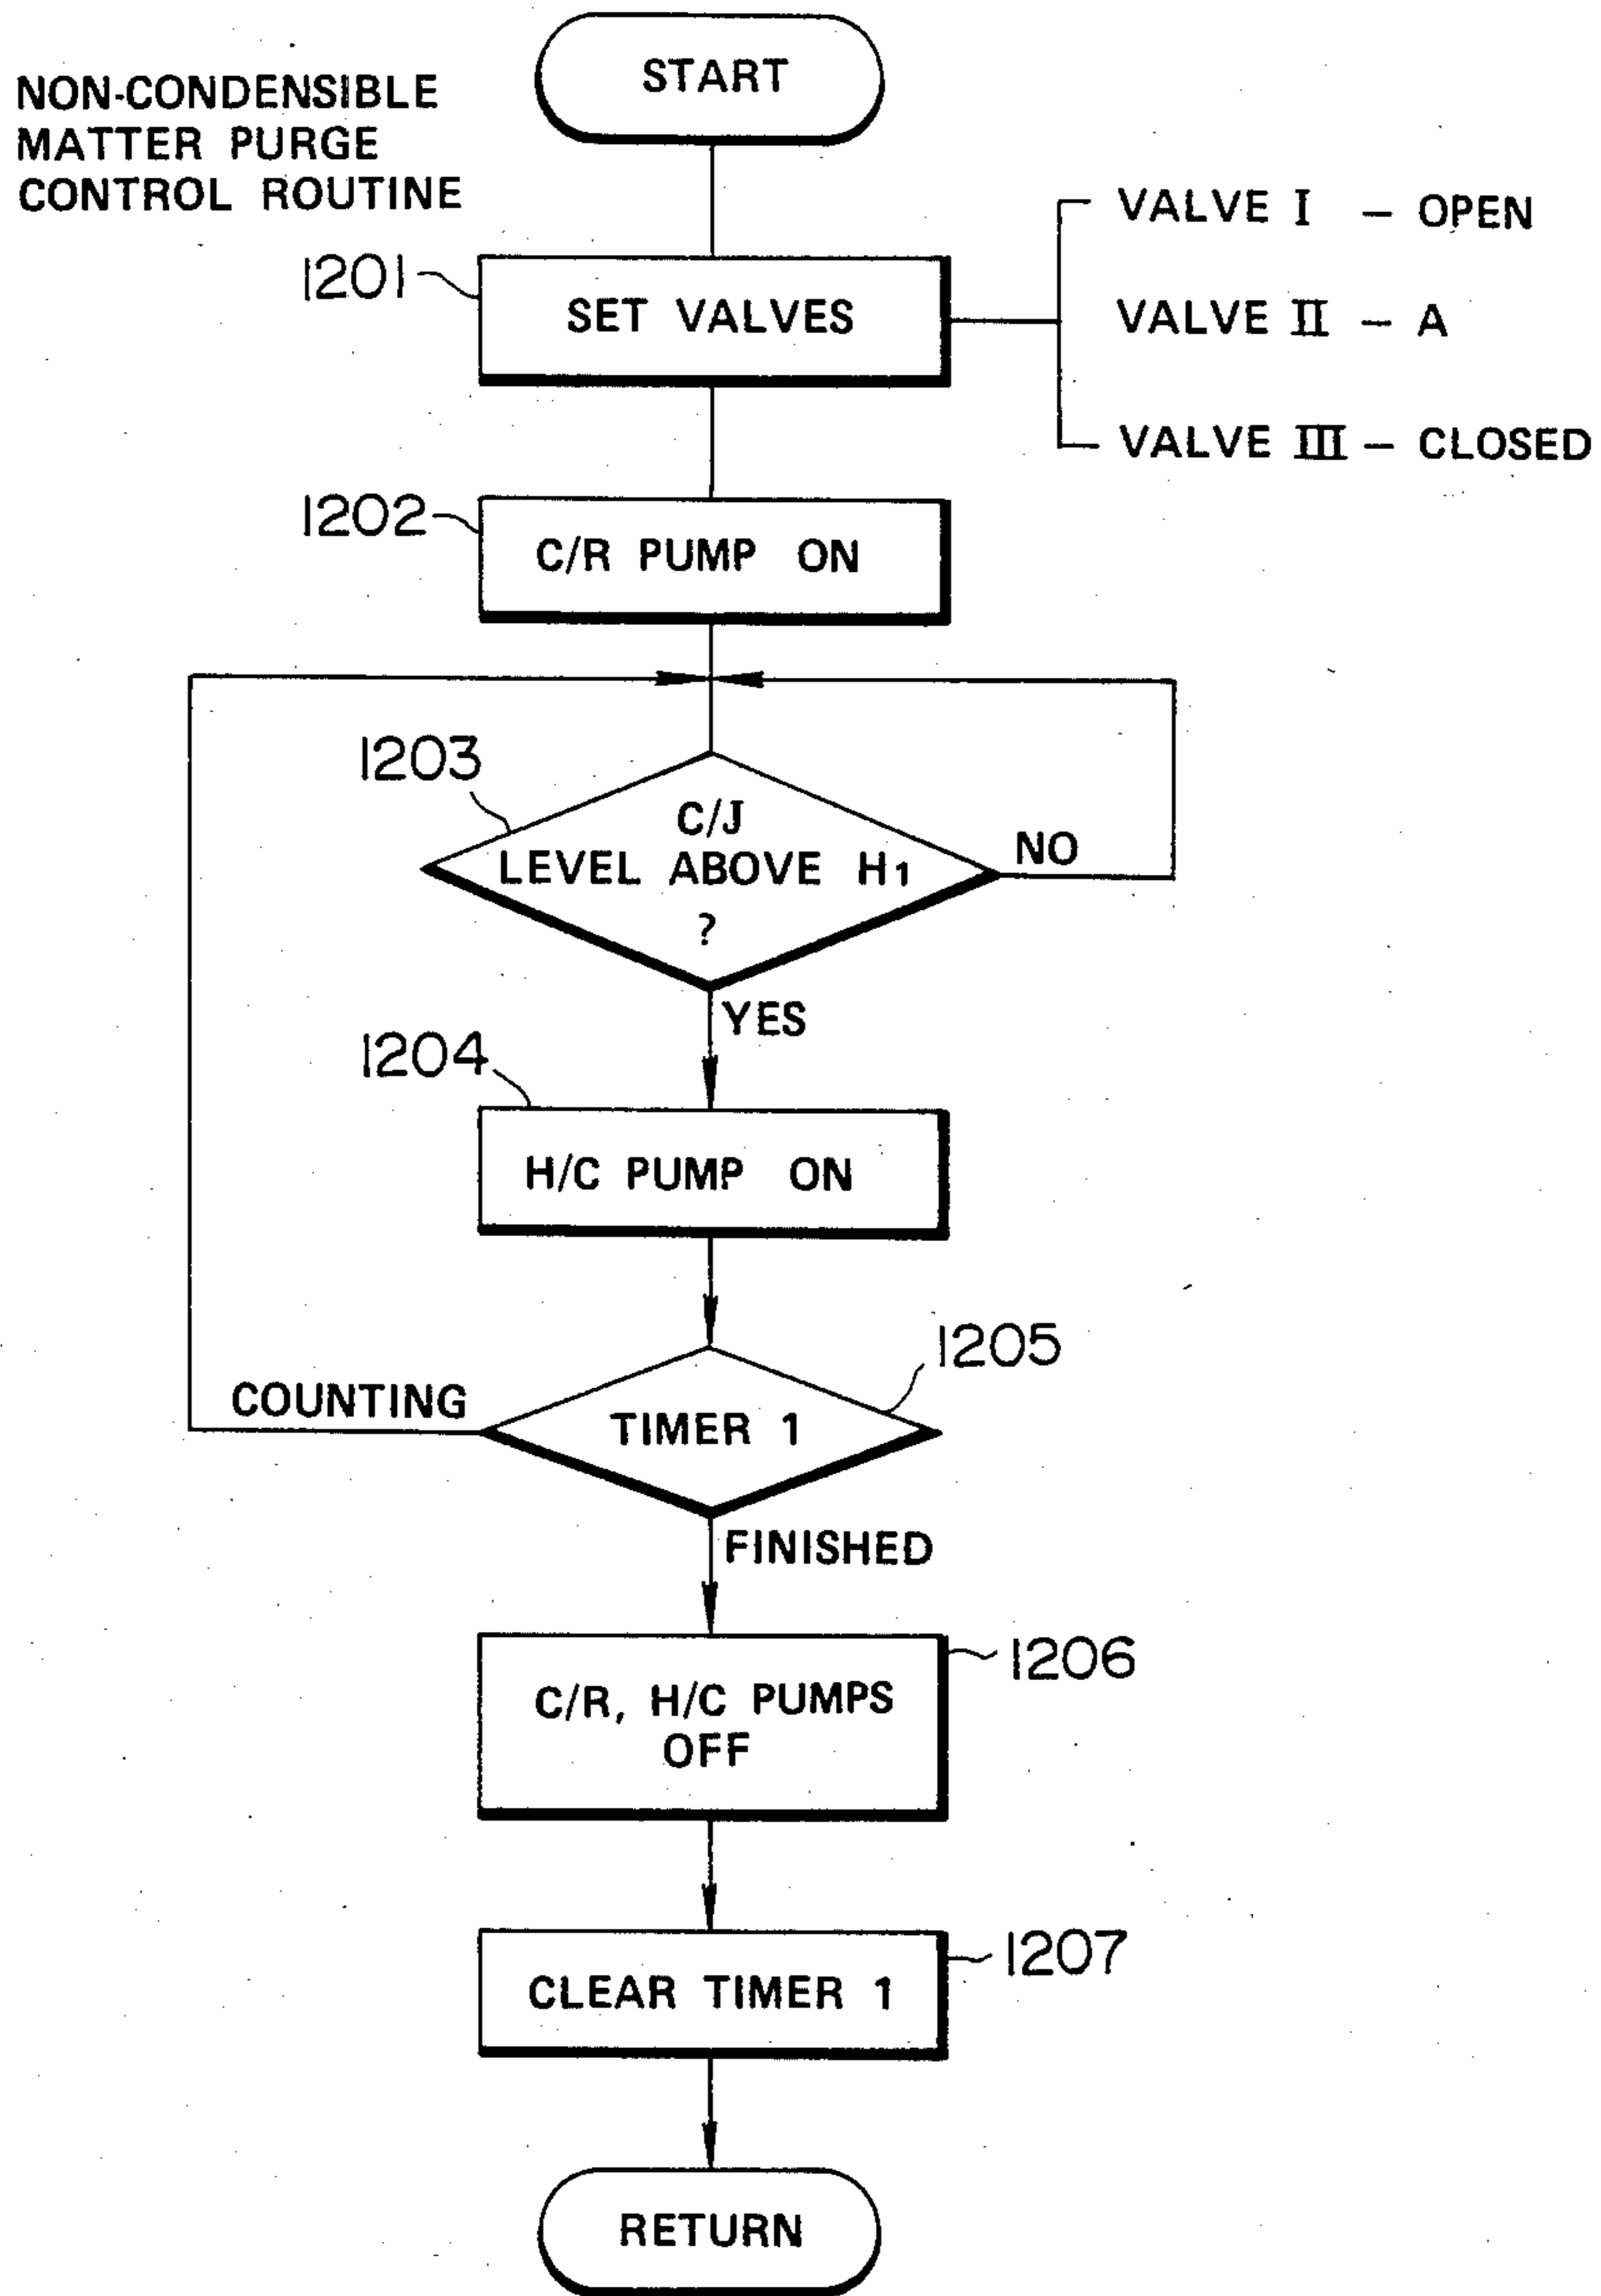 START
NON-CONDENSIBLE
MATTER PURGE
CONTROL ROUTINE
VALVE I – OPEN
1201
SET VALVES
VALVE II – A
VALVE III – CLOSED
1202
C/R PUMP ON
1203
C/J
LEVEL ABOVE H1
?
NO
YES
1204
H/C PUMP ON
1205
COUNTING
TIMER 1
FINISHED
1206
C/R, H/C PUMPS
OFF
1207
CLEAR TIMER 1
RETURN